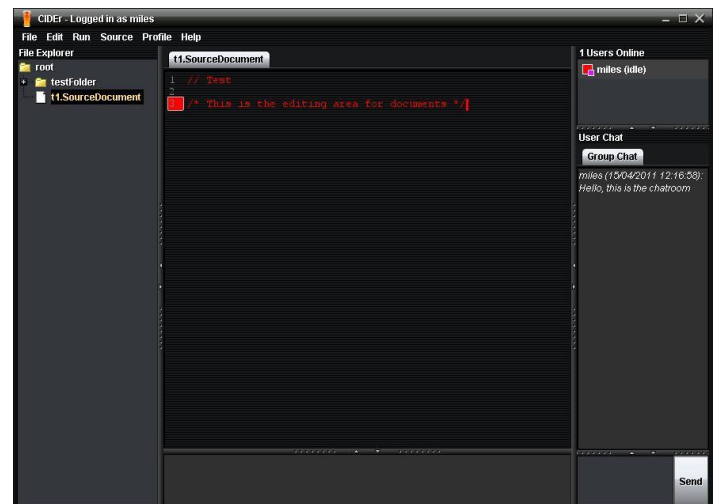 CIDEr - Logged in as miles
File Edit Run Source Profile Help
File Explorer
root
testFolder
t1.SourceDocument
t1.SourceDocument
1 // Test
2
3 /* This is the editing area for documents */
1 Users Online
miles (idle)
User Chat
Group Chat
miles (15/04/2011 12:16:58):
Hello, this is the chatroom
Send